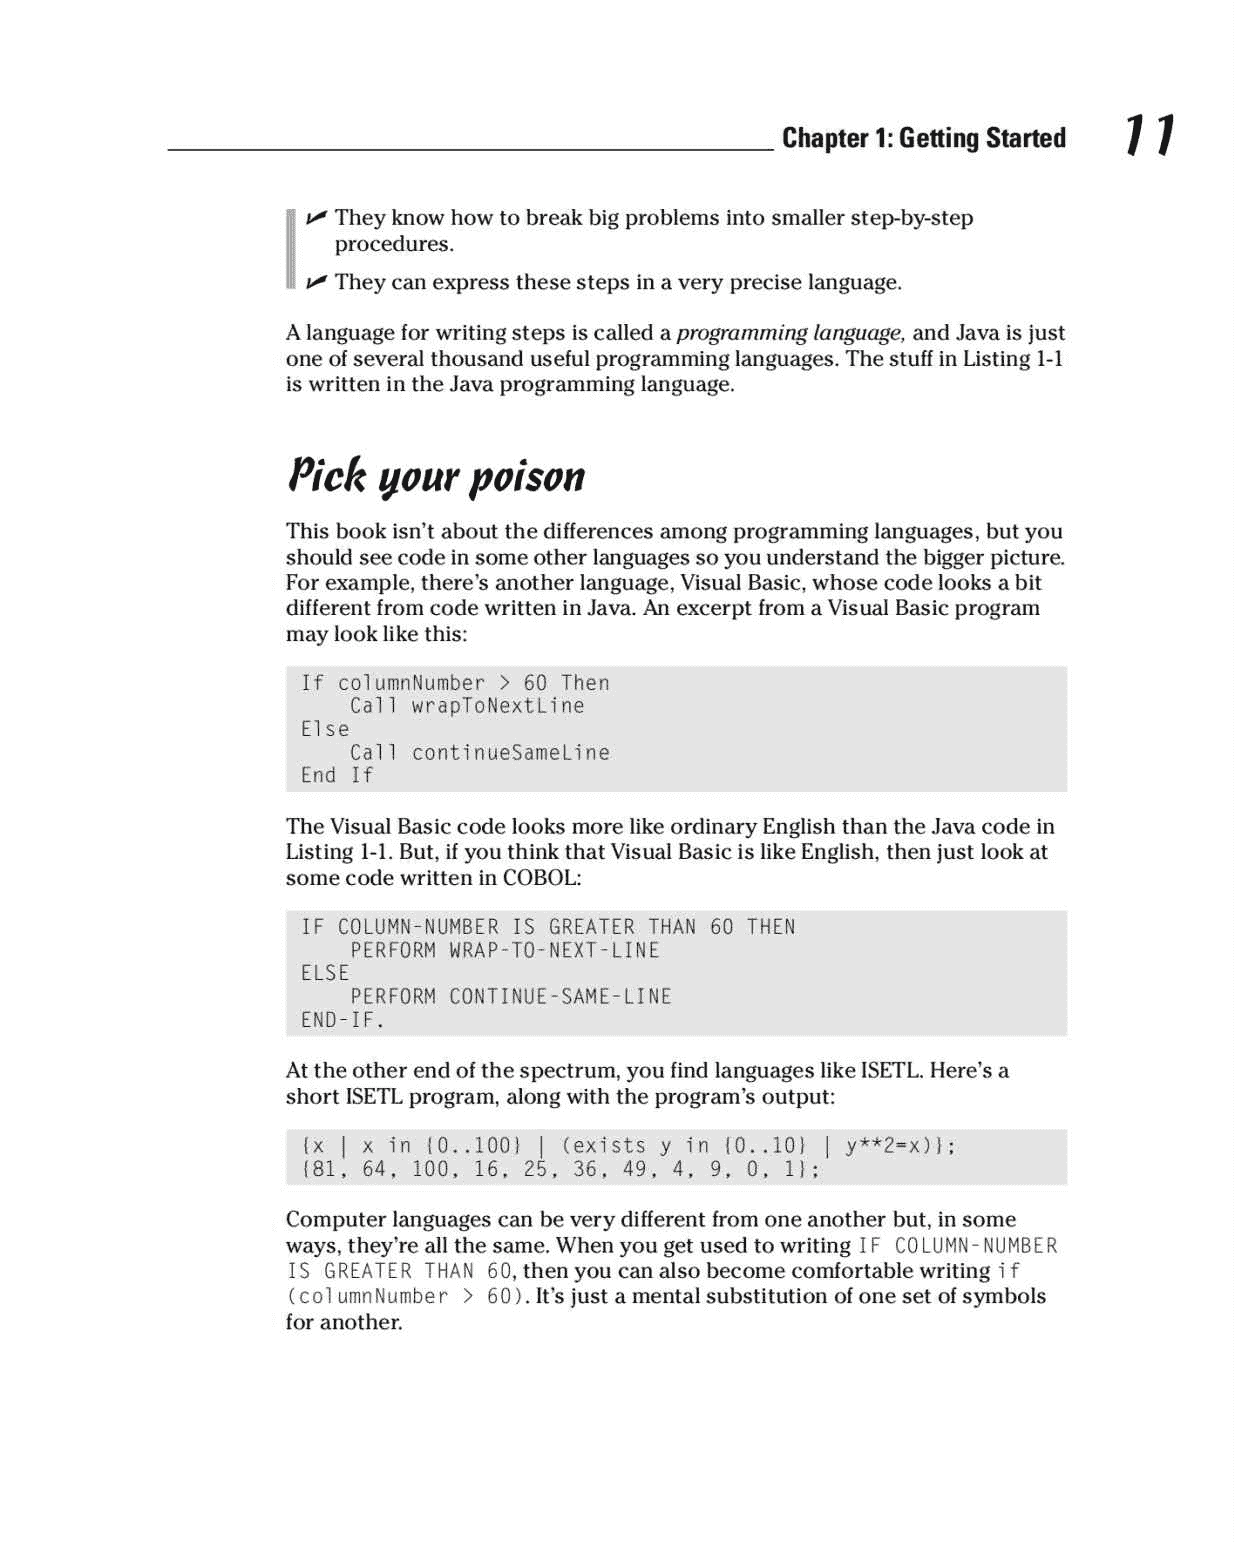 Chapter 1: Getting Started 11
✓ They know how to break big problems into smaller step-by-step
procedures.
✓ They can express these steps in a very precise language.
A language for writing steps is called a programming language, and Java is just
one of several thousand useful programming languages. The stuff in Listing 1-1
is written in the Java programming language.
Pick your poison
This book isn't about the differences among programming languages, but you
should see code in some other languages so you understand the bigger picture.
For example, there's another language, Visual Basic, whose code looks a bit
different from code written in Java. An excerpt from a Visual Basic program
may look like this:
If columnNumber > 60 Then
    Call wrapToNextLine
Else
    Call continueSameLine
End If
The Visual Basic code looks more like ordinary English than the Java code in
Listing 1-1. But, if you think that Visual Basic is like English, then just look at
some code written in COBOL:
IF COLUMN-NUMBER IS GREATER THAN 60 THEN
    PERFORM WRAP-TO-NEXT-LINE
ELSE
    PERFORM CONTINUE-SAME-LINE
END-IF.
At the other end of the spectrum, you find languages like ISETL. Here's a
short ISETL program, along with the program's output:
{x | x in {0..100} | (exists y in {0..10} | y**2=x)};
{81, 64, 100, 16, 25, 36, 49, 4, 9, 0, 1};
Computer languages can be very different from one another but, in some
ways, they're all the same. When you get used to writing IF COLUMN-NUMBER
IS GREATER THAN 60, then you can also become comfortable writing if
(columnNumber > 60). It's just a mental substitution of one set of symbols
for another.